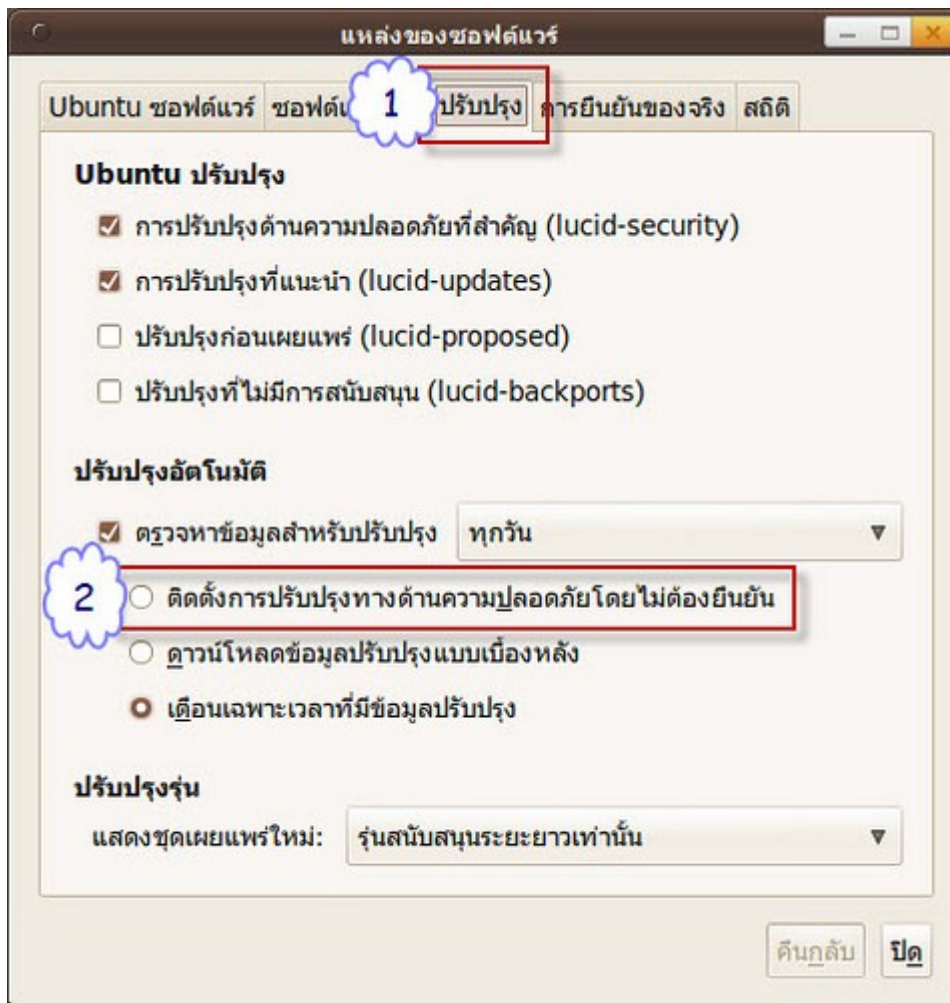 แหล่งของซอฟต์แวร์
Ubuntu ซอฟต์แวร์ 1 ปรับปรุง การยืนยันของจริง สถิติ
Ubuntu ปรับปรุง
การปรับปรุงด้านความปลอดภัยที่สำคัญ (lucid-security)
การปรับปรุงที่แนะนำ (lucid-updates)
ปรับปรุงก่อนเผยแพร่ (lucid-proposed)
ปรับปรุงที่ไม่มีการสนับสนุน (lucid-backports)
ปรับปรุงอัตโนมัติ
ตรวจหาข้อมูลสำหรับปรับปรุง ทุกวัน
2 ติดตั้งการปรับปรุงทางด้านความปลอดภัยโดยไม่ต้องยืนยัน
ดาวน์โหลดข้อมูลปรับปรุงแบบเบื้องหลัง
เตือนเฉพาะเวลาที่มีข้อมูลปรับปรุง
ปรับปรุงรุ่น
แสดงชุดเผยแพร่ใหม่: รุ่นสนับสนุนระยะยาวเท่านั้น
คืนกลับ ปิด